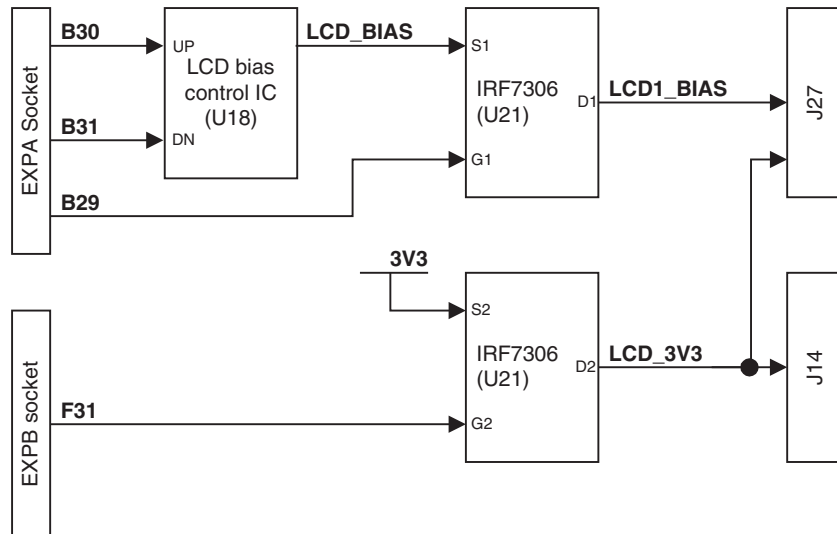 EXPA Socket
B30
B31
B29
UP
DN
LCD bias
control IC
(U18)
LCD_BIAS
S1
G1
IRF7306
(U21)
D1
LCD1_BIAS
J27
3V3
S2
G2
IRF7306
(U21)
D2
LCD_3V3
J14
EXPB socket
F31